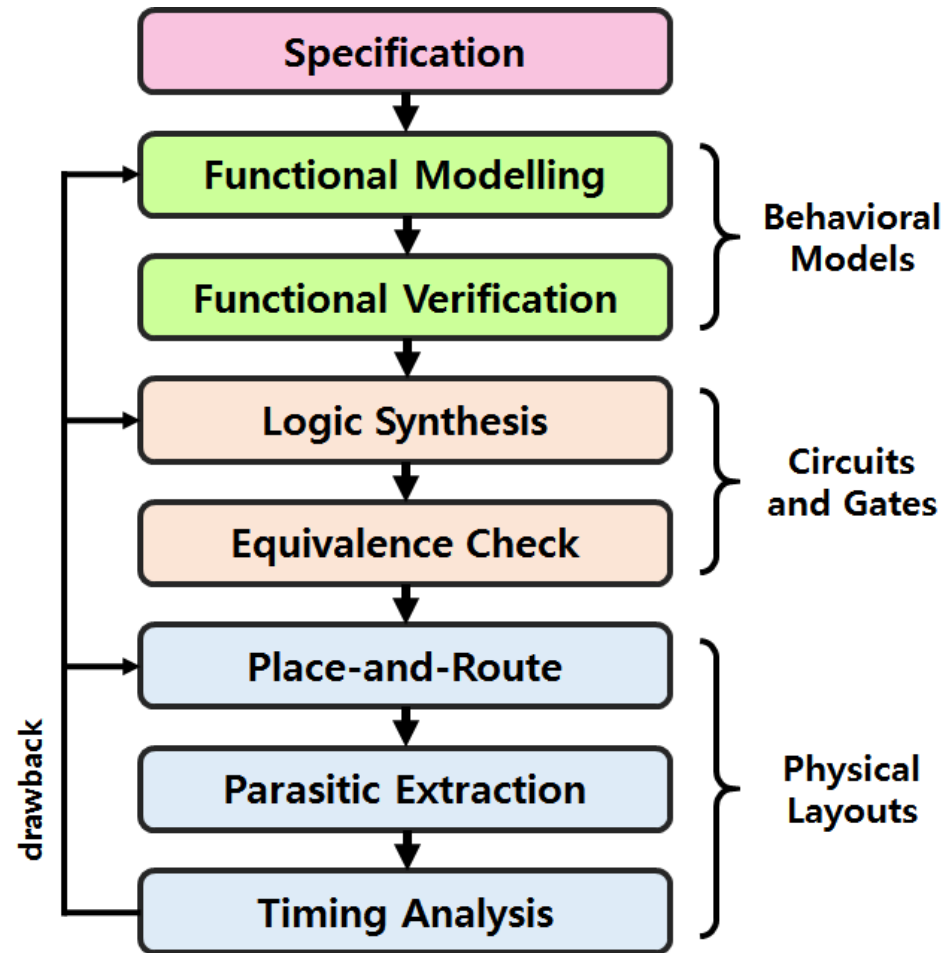 Specification
Functional Modelling
Functional Verification
Behavioral
Models
Logic Synthesis
Equivalence Check
Circuits
and Gates
Place-and-Route
Parasitic Extraction
Timing Analysis
Physical
Layouts
drawback